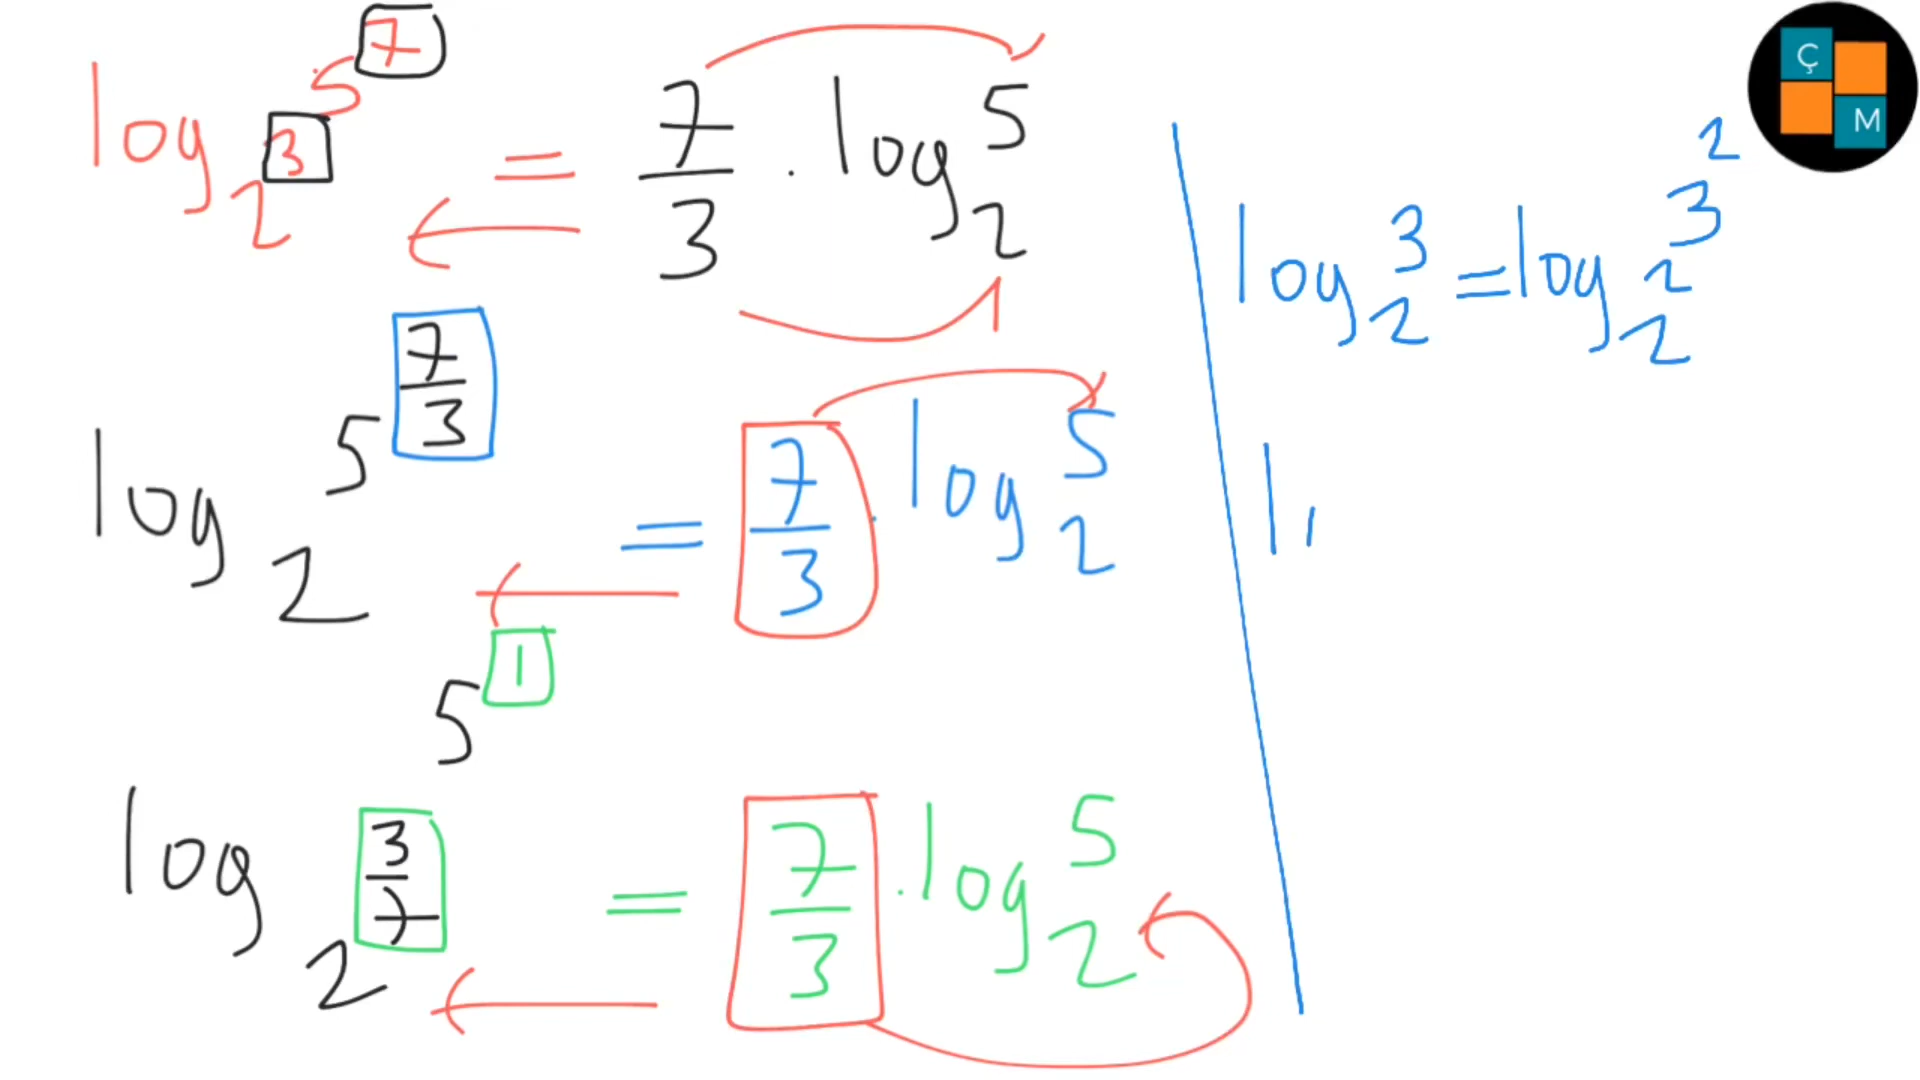 log_{2^3} 5^7 = 7/3 . log_2 5
log_2 5^{7/3} = 7/3 . log_2 5
log_{2^{3/7}} 5^1 = 7/3 . log_2 5
log_2 3 = log_{2^2} 3^2
Ç M